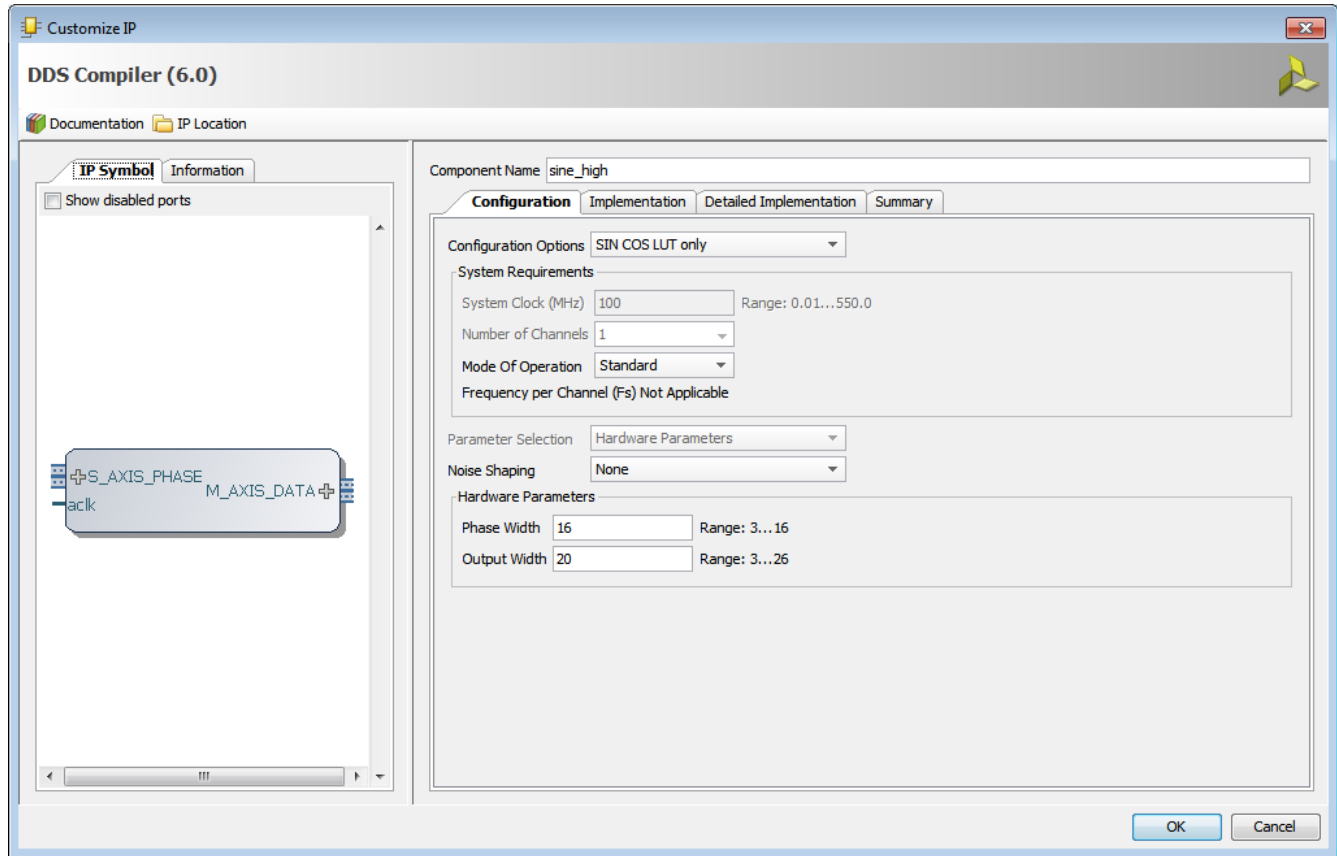 Customize IP
DDS Compiler (6.0)
Documentation IP Location
IP Symbol Information
Show disabled ports
S_AXIS_PHASE
M_AXIS_DATA
aclk
Component Name sine_high
Configuration Implementation Detailed Implementation Summary
Configuration Options SIN COS LUT only
System Requirements
System Clock (MHz) 100 Range: 0.01...550.0
Number of Channels 1
Mode Of Operation Standard
Frequency per Channel (Fs) Not Applicable
Parameter Selection Hardware Parameters
Noise Shaping None
Hardware Parameters
Phase Width 16 Range: 3...16
Output Width 20 Range: 3...26
OK Cancel